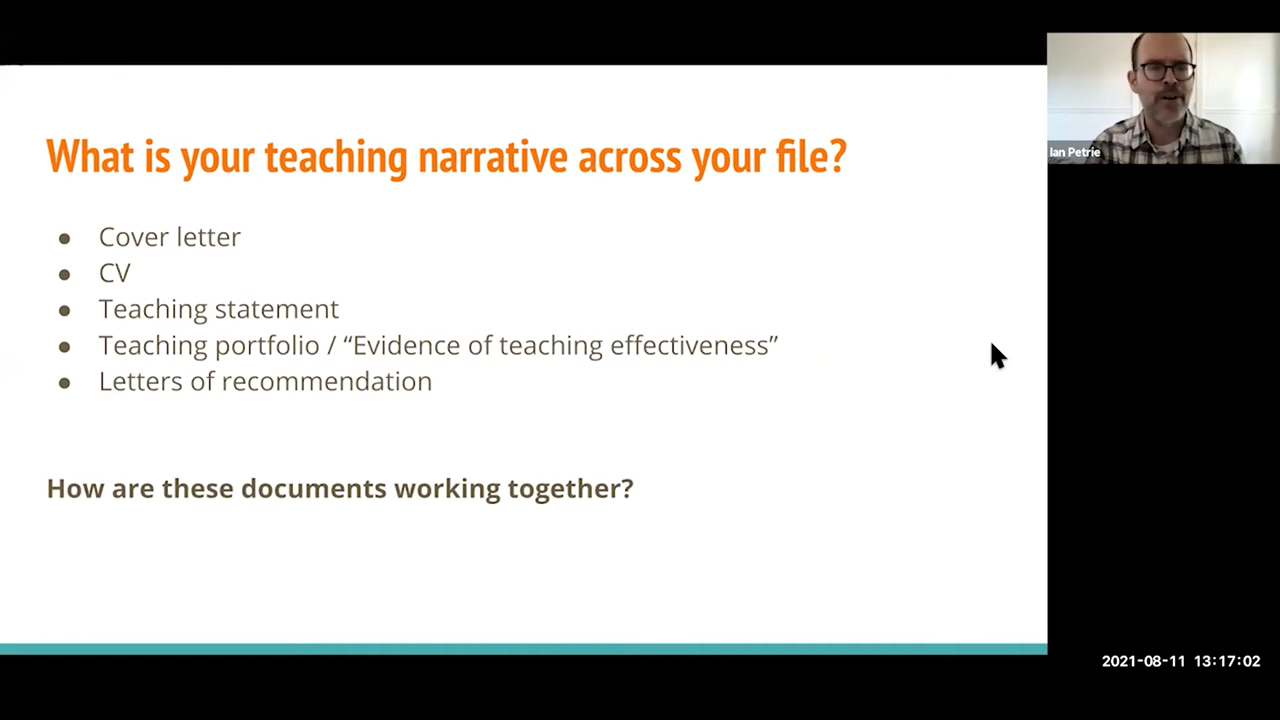 What is your teaching narrative across your file?
Ian Petrie
● Cover letter
● CV
● Teaching statement
● Teaching portfolio / “Evidence of teaching effectiveness”
● Letters of recommendation
How are these documents working together?
2021-08-11 13:17:02